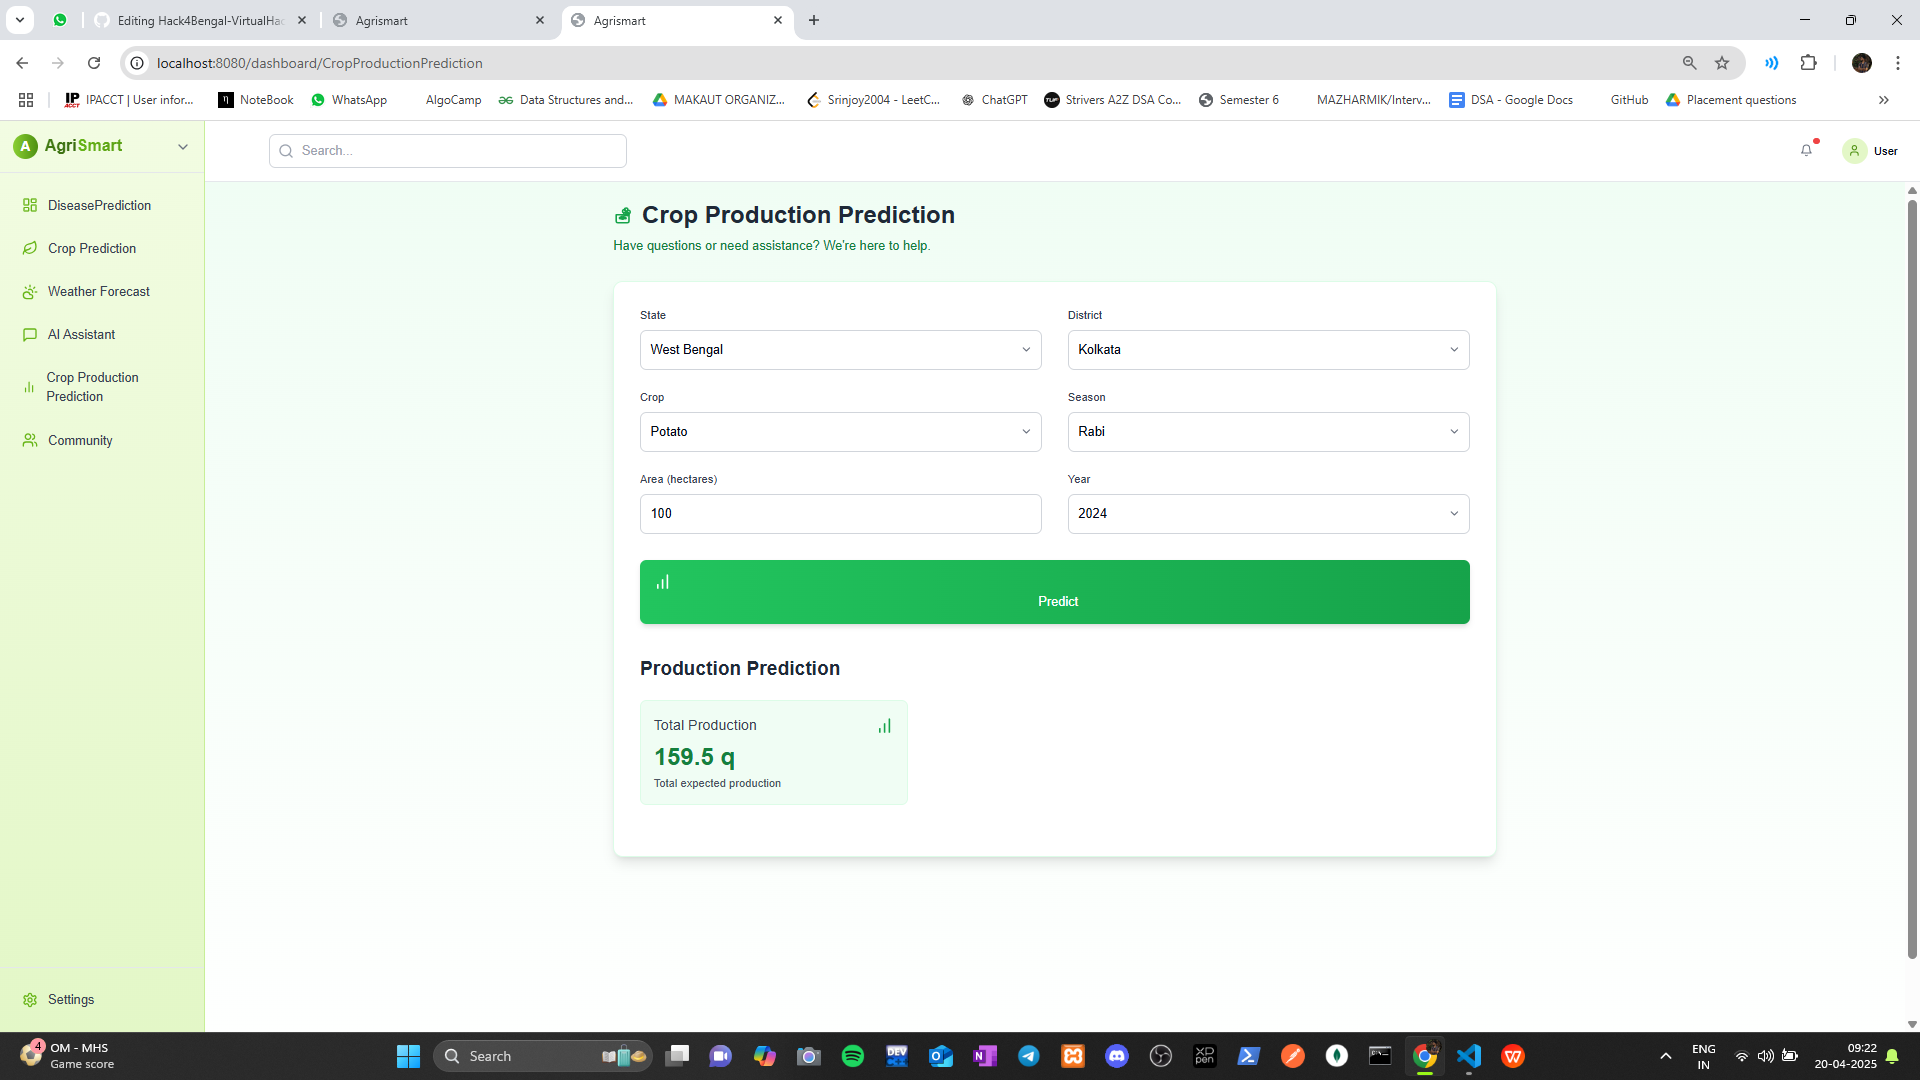 Editing Hack4Bengal-VirtualHac
Agrismart
Agrismart
localhost:8080/dashboard/CropProductionPrediction
IPACCT | User infor...
NoteBook
WhatsApp
AlgoCamp
Data Structures and...
MAKAUT ORGANIZ...
Srinjoy2004 - LeetC...
ChatGPT
Strivers A2Z DSA Co...
Semester 6
MAZHARMIK/Interv...
DSA - Google Docs
GitHub
Placement questions
A AgriSmart
Search...
User
DiseasePrediction
Crop Prediction
Weather Forecast
AI Assistant
Crop Production
Prediction
Community
Settings
Crop Production Prediction
Have questions or need assistance? We're here to help.
State
District
West Bengal
Kolkata
Crop
Season
Potato
Rabi
Area (hectares)
Year
100
2024
Predict
Production Prediction
Total Production
159.5 q
Total expected production
4
OM - MHS
Game score
Search
DEV
XP
pen
ENG
IN
09:22
20-04-2025